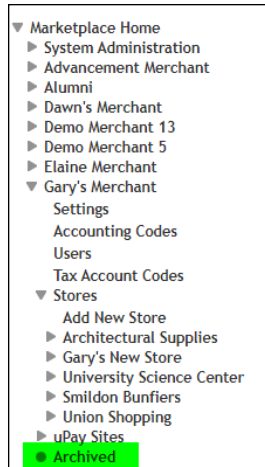 Marketplace Home
System Administration
Advancement Merchant
Alumni
Dawn's Merchant
Demo Merchant 13
Demo Merchant 5
Elaine Merchant
Gary's Merchant
Settings
Accounting Codes
Users
Tax Account Codes
Stores
Add New Store
Architectural Supplies
Gary's New Store
University Science Center
Smildon Bunfiers
Union Shopping
uPay Sites
Archived